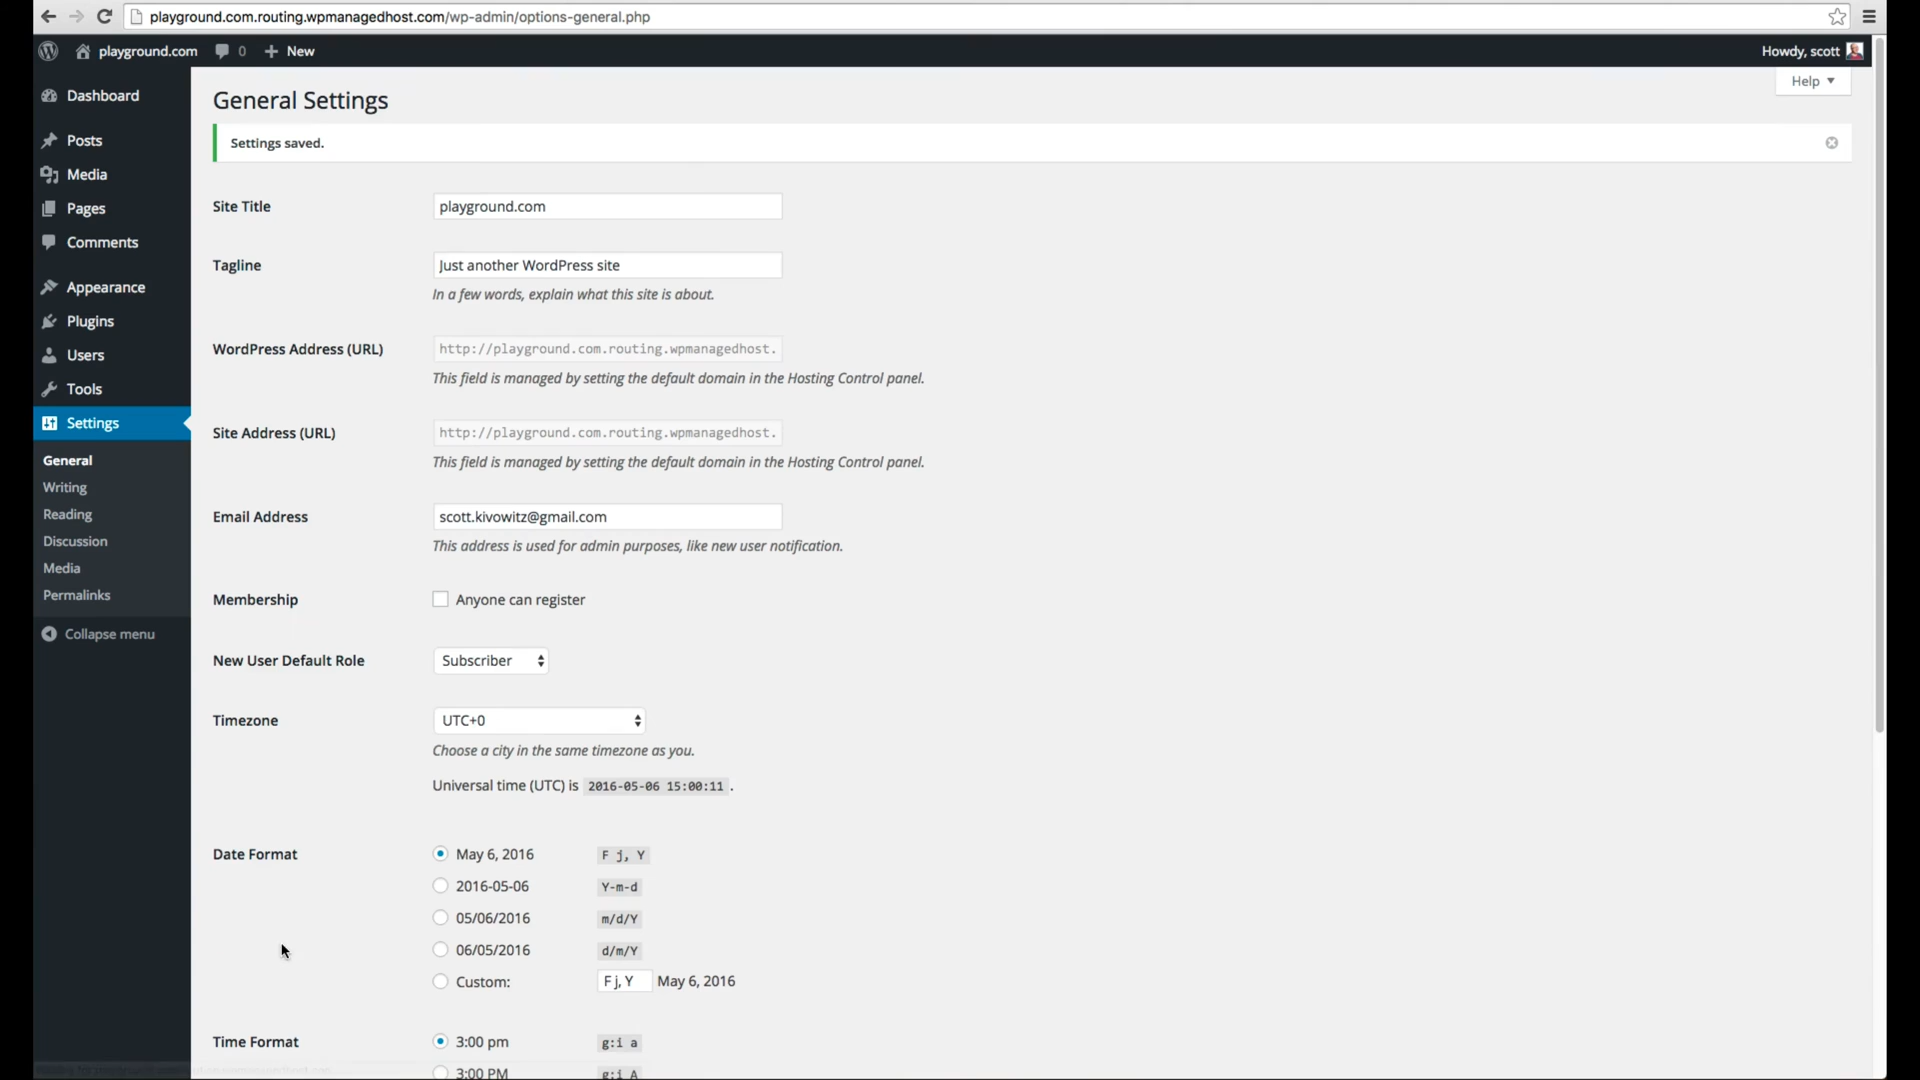 playground.com.routing.wpmanagedhost.com/wp-admin/options-general.php
playground.com 0 New Howdy, scott
Help
Dashboard
Posts
Media
Pages
Comments
Appearance
Plugins
Users
Tools
Settings
General
Writing
Reading
Discussion
Media
Permalinks
Collapse menu
General Settings
Settings saved.
Site Title playground.com
Tagline Just another WordPress site
In a few words, explain what this site is about.
WordPress Address (URL) http://playground.com.routing.wpmanagedhost.
This field is managed by setting the default domain in the Hosting Control panel.
Site Address (URL) http://playground.com.routing.wpmanagedhost.
This field is managed by setting the default domain in the Hosting Control panel.
Email Address scott.kivowitz@gmail.com
This address is used for admin purposes, like new user notification.
Membership Anyone can register
New User Default Role Subscriber
Timezone UTC+0
Choose a city in the same timezone as you.
Universal time (UTC) is 2016-05-06 15:00:11 .
Date Format May 6, 2016 F j, Y
2016-05-06 Y-m-d
05/06/2016 m/d/Y
06/05/2016 d/m/Y
Custom: F j, Y May 6, 2016
Time Format 3:00 pm g:i a
3:00 PM g:i A